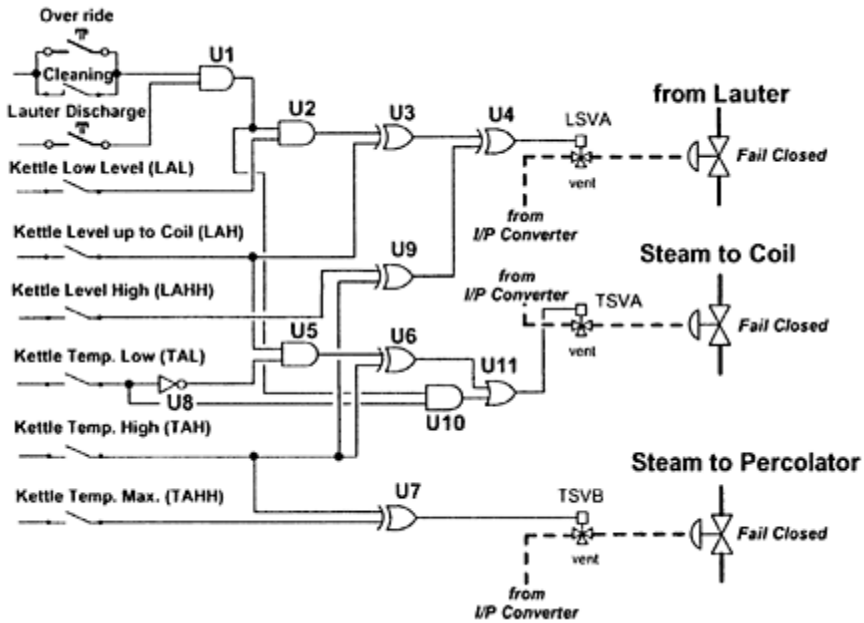 Over ride
Cleaning
U1
Lauter Discharge
U2
U3
U4
LSVA
from Lauter
Fail Closed
vent
Kettle Low Level (LAL)
from
I/P Converter
Kettle Level up to Coil (LAH)
U9
Steam to Coil
from
I/P Converter
TSVA
Fail Closed
vent
Kettle Level High (LAHH)
U5
U6
U11
Kettle Temp. Low (TAL)
U8
U10
Kettle Temp. High (TAH)
Steam to Percolator
Kettle Temp. Max. (TAHH)
U7
TSVB
Fail Closed
vent
from
I/P Converter